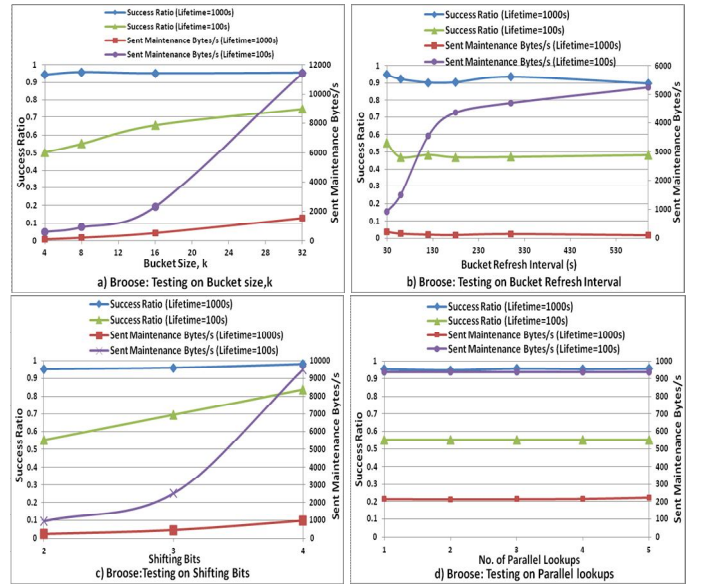 Success Ratio (Lifetime=1000s)
Success Ratio (Lifetime=100s)
Sent Maintenance Bytes/s (Lifetime=1000s)
Sent Maintenance Bytes/s (Lifetime=100s)
Success Ratio
1
0.9
0.8
0.7
0.6
0.5
0.4
0.3
0.2
0.1
0
12000
10000
8000
6000
4000
2000
0
Sent Maintenance Bytes/s
4 8 12 16 20 24 28 32
Bucket Size, k
a) Broose: Testing on Bucket size,k
Success Ratio (Lifetime=1000s)
Success Ratio (Lifetime=100s)
Sent Maintenance Bytes/s (Lifetime=1000s)
Sent Maintenance Bytes/s (Lifetime=100s)
Success Ratio
1
0.9
0.8
0.7
0.6
0.5
0.4
0.3
0.2
0.1
0
6000
5000
4000
3000
2000
1000
0
Sent Maintenance Bytes/s
30 130 230 330 430 530
Bucket Refresh Interval (s)
b) Broose: Testing on Bucket Refresh Interval
Success Ratio (Lifetime=1000s)
Success Ratio (Lifetime=100s)
Sent Maintenance Bytes/s (Lifetime=1000s)
Sent Maintenance Bytes/s (Lifetime=100s)
Success Ratio
1
0.9
0.8
0.7
0.6
0.5
0.4
0.3
0.2
0.1
0
10000
9000
8000
7000
6000
5000
4000
3000
2000
1000
0
Sent Maintenance Bytes/s
2 3 4
Shifting Bits
c) Broose:Testing on Shifting Bits
Success Ratio (Lifetime=1000s)
Success Ratio (Lifetime=100s)
Sent Maintenance Bytes/s (Lifetime=1000s)
Sent Maintenance Bytes/s (Lifetime=100s)
Success Ratio
1
0.9
0.8
0.7
0.6
0.5
0.4
0.3
0.2
0.1
0
1000
900
800
700
600
500
400
300
200
100
0
Sent Maintenance Bytes/s
1 2 3 4 5
No. of Parallel Lookups
d) Broose: Testing on Parallel lookups